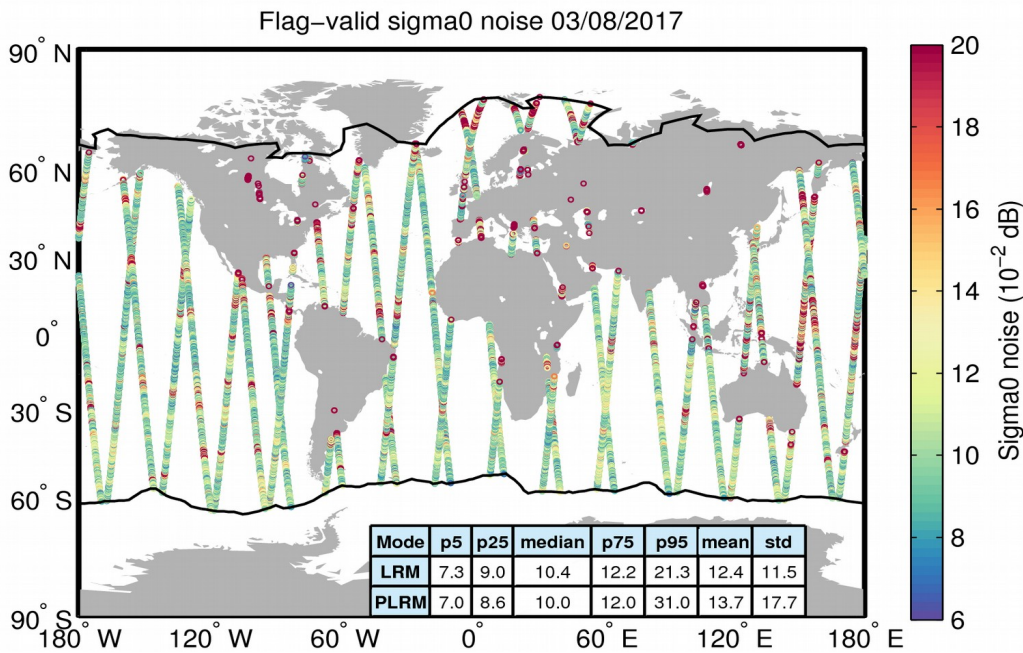 Flag−valid sigma0 noise 03/08/2017
90° N
60° N
30° N
0°
30° S
60° S
90° S
180° W
120° W
60° W
0°
60° E
120° E
180° E
Mode p5 p25 median p75 p95 mean std
LRM 7.3 9.0 10.4 12.2 21.3 12.4 11.5
PLRM 7.0 8.6 10.0 12.0 31.0 13.7 17.7
20
18
16
14
12
10
8
6
Sigma0 noise (10⁻² dB)